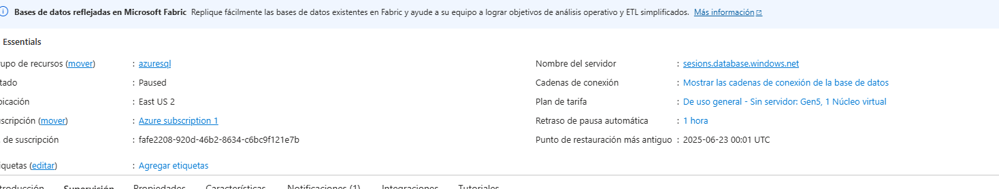 Bases de datos reflejadas en Microsoft Fabric Replique fácilmente las bases de datos existentes en Fabric y ayude a su equipo a lograr objetivos de análisis operativo y ETL simplificados. Más información
Essentials
rupo de recursos (mover) : azuresql
tado : Paused
bicación : East US 2
uscripción (mover) : Azure subscription 1
. de suscripción : fafe2208-920d-46b2-8634-c6bc9f121e7b
iquetas (editar) : Agregar etiquetas
Nombre del servidor : sesions.database.windows.net
Cadenas de conexión : Mostrar las cadenas de conexión de la base de datos
Plan de tarifa : De uso general - Sin servidor: Gen5, 1 Núcleo virtual
Retraso de pausa automática : 1 hora
Punto de restauración más antiguo : 2025-06-23 00:01 UTC
troducción Supervisión Propiedades Características Notificaciones (1) Integraciones Tutoriales